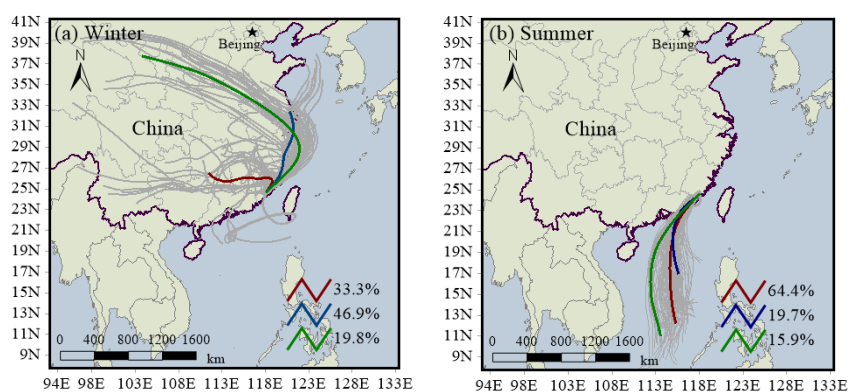 (a) Winter
Beijing
N
China
33.3%
46.9%
19.8%
0 400 800 1200 1600
km
41N
39N
37N
35N
33N
31N
29N
27N
25N
23N
21N
19N
17N
15N
13N
11N
9N
94E 98E 103E 108E 113E 118E 123E 128E 133E
(b) Summer
Beijing
N
China
64.4%
19.7%
15.9%
0 400 800 1200 1600
km
41N
39N
37N
35N
33N
31N
29N
27N
25N
23N
21N
19N
17N
15N
13N
11N
9N
94E 98E 103E 108E 113E 118E 123E 128E 133E